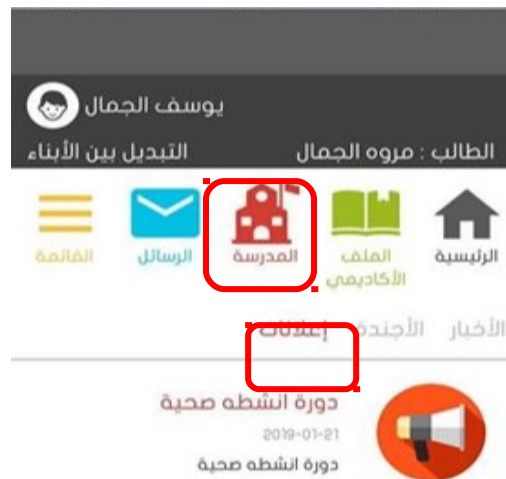 يوسف الجمال
الطالب : مروه الجمال التبديل بين الأبناء
الرئيسية الملف الأكاديمي المدرسة الرسائل القائمة
الأخبار الأجندة إعلانات
دورة انشطه صحية
2019-01-21
دورة انشطه صحية